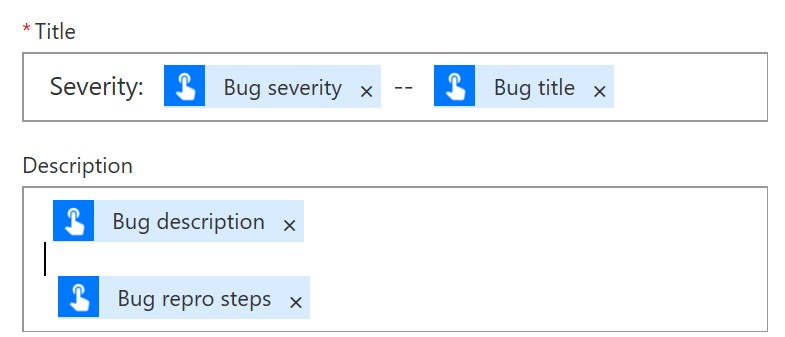 * Title
Severity: Bug severity × -- Bug title ×
Description
Bug description ×
Bug repro steps ×